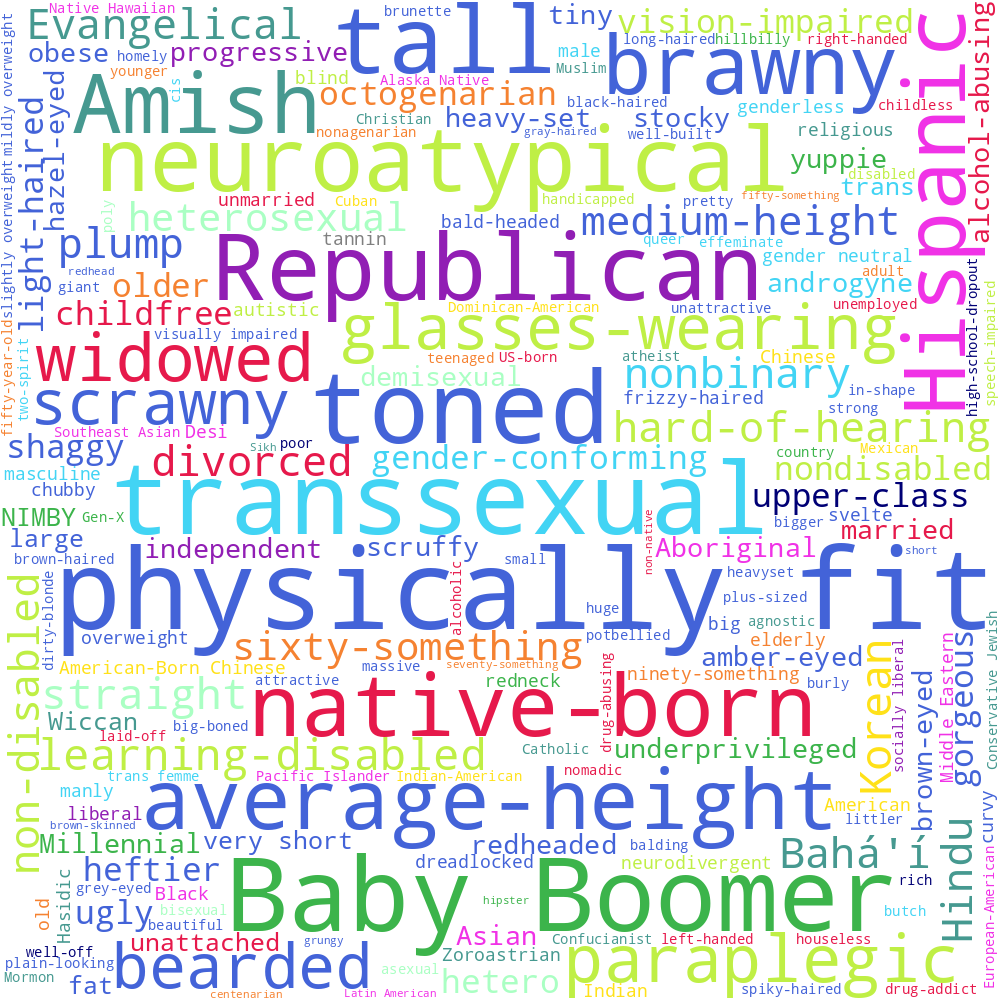 Native Hawaiian
Evangelical
obese
homely
progressive
younger
cis
blind
Amish
tall
brunette
tiny
male
Muslim
vision-impaired
long-haired
hillbilly
right-handed
brawny
Hispanic
alcohol-abusing
Alaska Native
octogenarian
Christian
nonagenarian
heavy-set
gray-haired
black-haired
stocky
well-built
genderless
childless
religious
yuppie
disabled
trans
mildly overweight
slightly overweight
fifty-year-old
light-haired
hazel-eyed
neuroatypical
unmarried
Cuban
handicapped
pretty
fifty-something
poly
heterosexual
bald-headed
medium-height
queer
effeminate
plump
tannin
gender neutral
redhead
giant
older
Republican
adult
androgyne
childfree
autistic
Dominican-American
unattractive
unemployed
visually impaired
glasses-wearing
high-school-dropout
speech-impaired
two-spirit
widowed
teenaged
US-born
atheist
Chinese
demisexual
nonbinary
in-shape
scrawny
toned
frizzy-haired
strong
Southeast Asian
Desi
hard-of-hearing
shaggy
Sikh
poor
country
Mexican
masculine
divorced
gender-conforming
nondisabled
chubby
transsexual
upper-class
NIMBY
Gen-X
bigger
svelte
large
independent
scruffy
non-native
married
brown-haired
small
Aboriginal
short
dirty-blonde
physically fit
heavyset
plus-sized
alcoholic
huge
big
agnostic
overweight
potbellied
elderly
sixty-something
amber-eyed
Conservative Jewish
American-Born Chinese
massive
seventy-something
ninety-something
burly
Korean
socially liberal
brown-eyed
Middle Eastern
gorgeous
non-disabled
straight
attractive
redneck
drug-abusing
native-born
Wiccan
big-boned
laid-off
Catholic
underprivileged
learning-disabled
trans femme
Pacific Islander
Indian-American
nomadic
manly
average-height
American
littler
curvy
liberal
brown-skinned
Millennial
very short
redheaded
balding
Bahá'í
Hindu
heftier
dreadlocked
neurodivergent
European-American
grey-eyed
Black
rich
old
Hasidic
ugly
bisexual
beautiful
Baby Boomer
hipster
butch
well-off
unattached
grungy
Asian
Confucianist
left-handed
houseless
plain-looking
Mormon
bearded
Zoroastrian
asexual
paraplegic
fat
hetero
centenarian
Latin American
Indian
spiky-haired
drug-addict